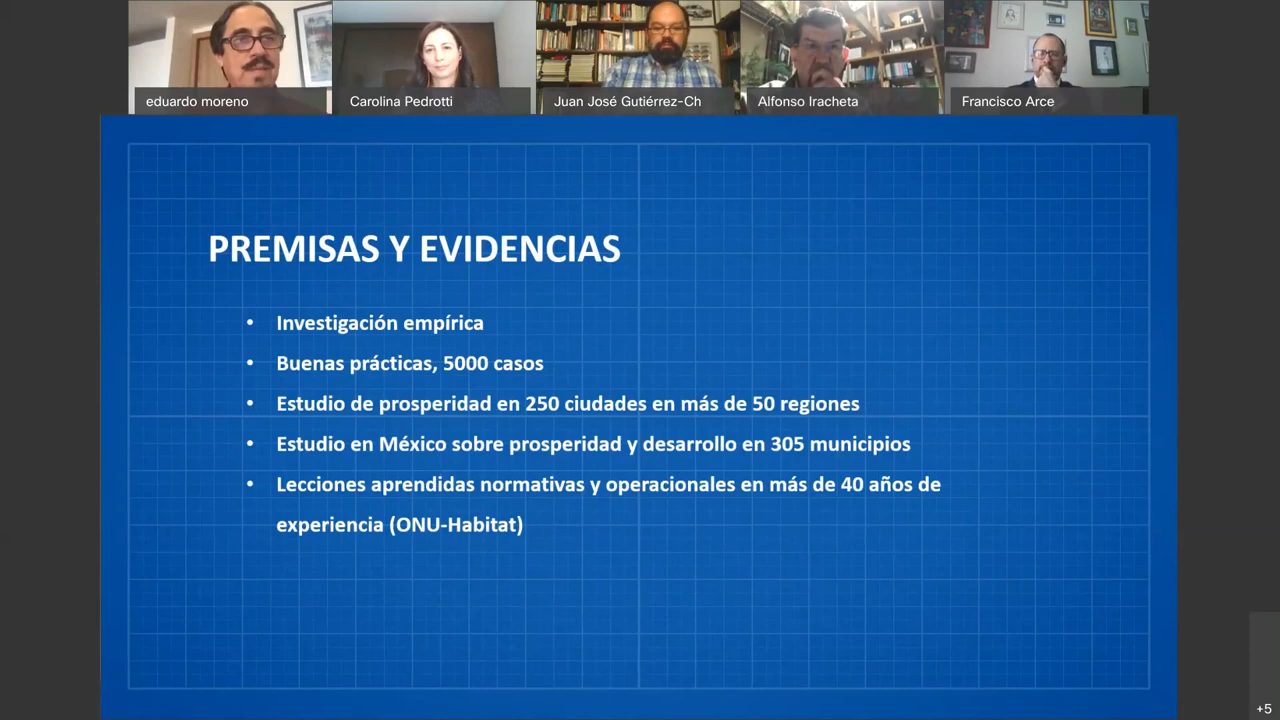 eduardo moreno
Carolina Pedrotti
Juan José Gutiérrez-Ch
Alfonso Iracheta
Francisco Arce
PREMISAS Y EVIDENCIAS
• Investigación empírica
• Buenas prácticas, 5000 casos
• Estudio de prosperidad en 250 ciudades en más de 50 regiones
• Estudio en México sobre prosperidad y desarrollo en 305 municipios
• Lecciones aprendidas normativas y operacionales en más de 40 años de
experiencia (ONU-Habitat)
+5